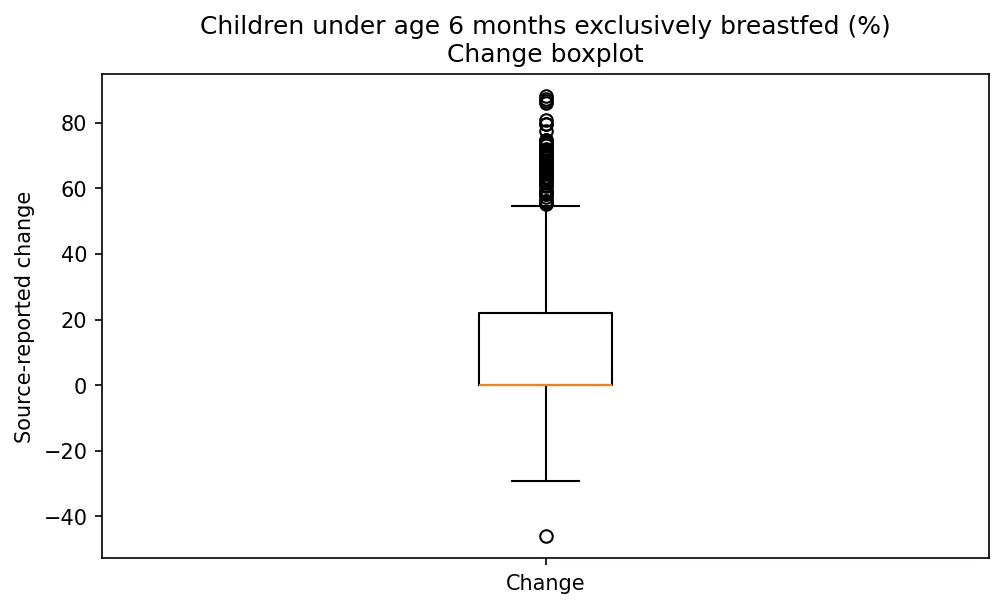 Children under age 6 months exclusively breastfed (%)
Change boxplot
Source-reported change
80
60
40
20
0
−20
−40
Change